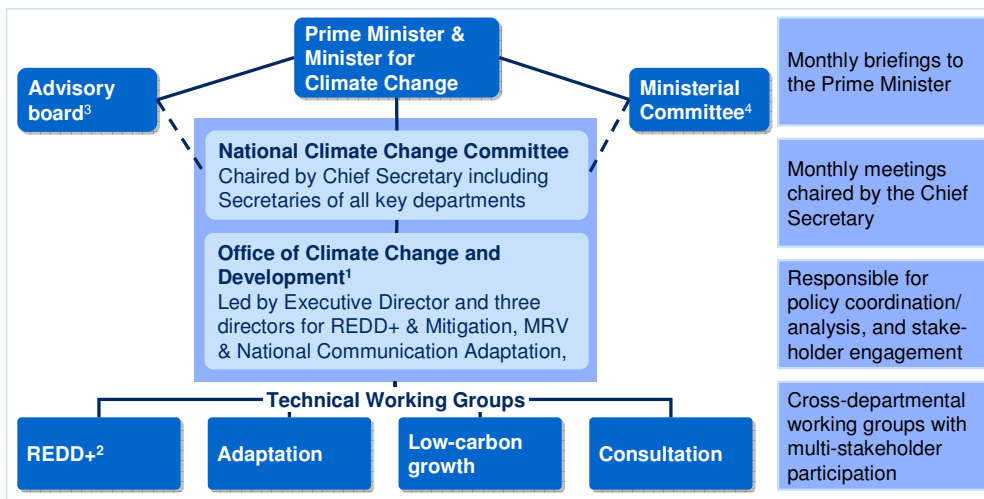 Prime Minister &
Minister for
Climate Change
Advisory
board³
Ministerial
Committee⁴
Monthly briefings to
the Prime Minister
National Climate Change Committee
Chaired by Chief Secretary including
Secretaries of all key departments
Monthly meetings
chaired by the Chief
Secretary
Office of Climate Change and
Development¹
Led by Executive Director and three
directors for REDD+ & Mitigation, MRV
& National Communication Adaptation,
Responsible for
policy coordination/
analysis, and stake-
holder engagement
Technical Working Groups
REDD+²
Adaptation
Low-carbon
growth
Consultation
Cross-departmental
working groups with
multi-stakeholder
participation